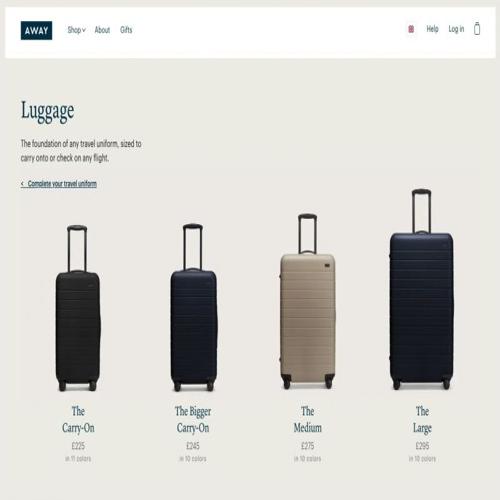 AWAY
Shop
About
Gifts
Help
Log in
Luggage
The foundation of any travel uniform, sized to
carry onto or check on any flight.
< Complete your travel uniform
The
Carry-On
£225
in 11 colors
The Bigger
Carry-On
£245
in 10 colors
The
Medium
£275
in 10 colors
The
Large
£295
in 10 colors